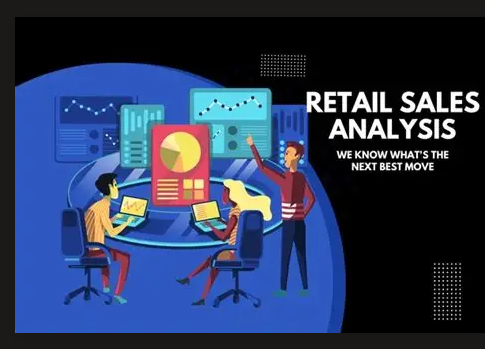 RETAIL SALES
ANALYSIS
WE KNOW WHAT'S THE
NEXT BEST MOVE